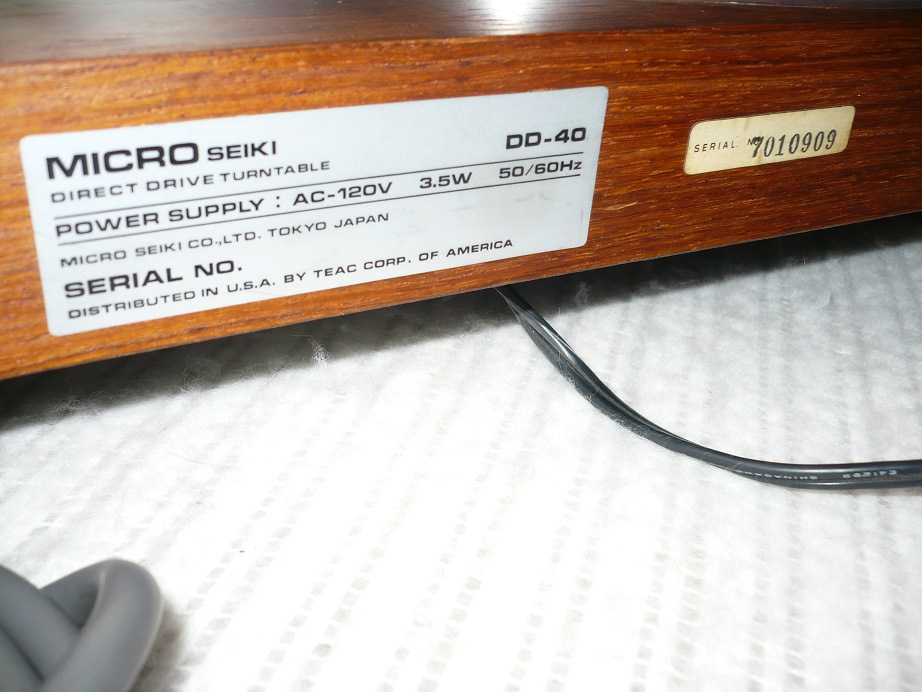 MICRO SEIKI DD-40
DIRECT DRIVE TURNTABLE
POWER SUPPLY : AC-120V 3.5W 50/60Hz
MICRO SEIKI CO.,LTD. TOKYO JAPAN
SERIAL NO.
DISTRIBUTED IN U.S.A. BY TEAC CORP. OF AMERICA
SERIAL. 7010909
SHINAGAWA